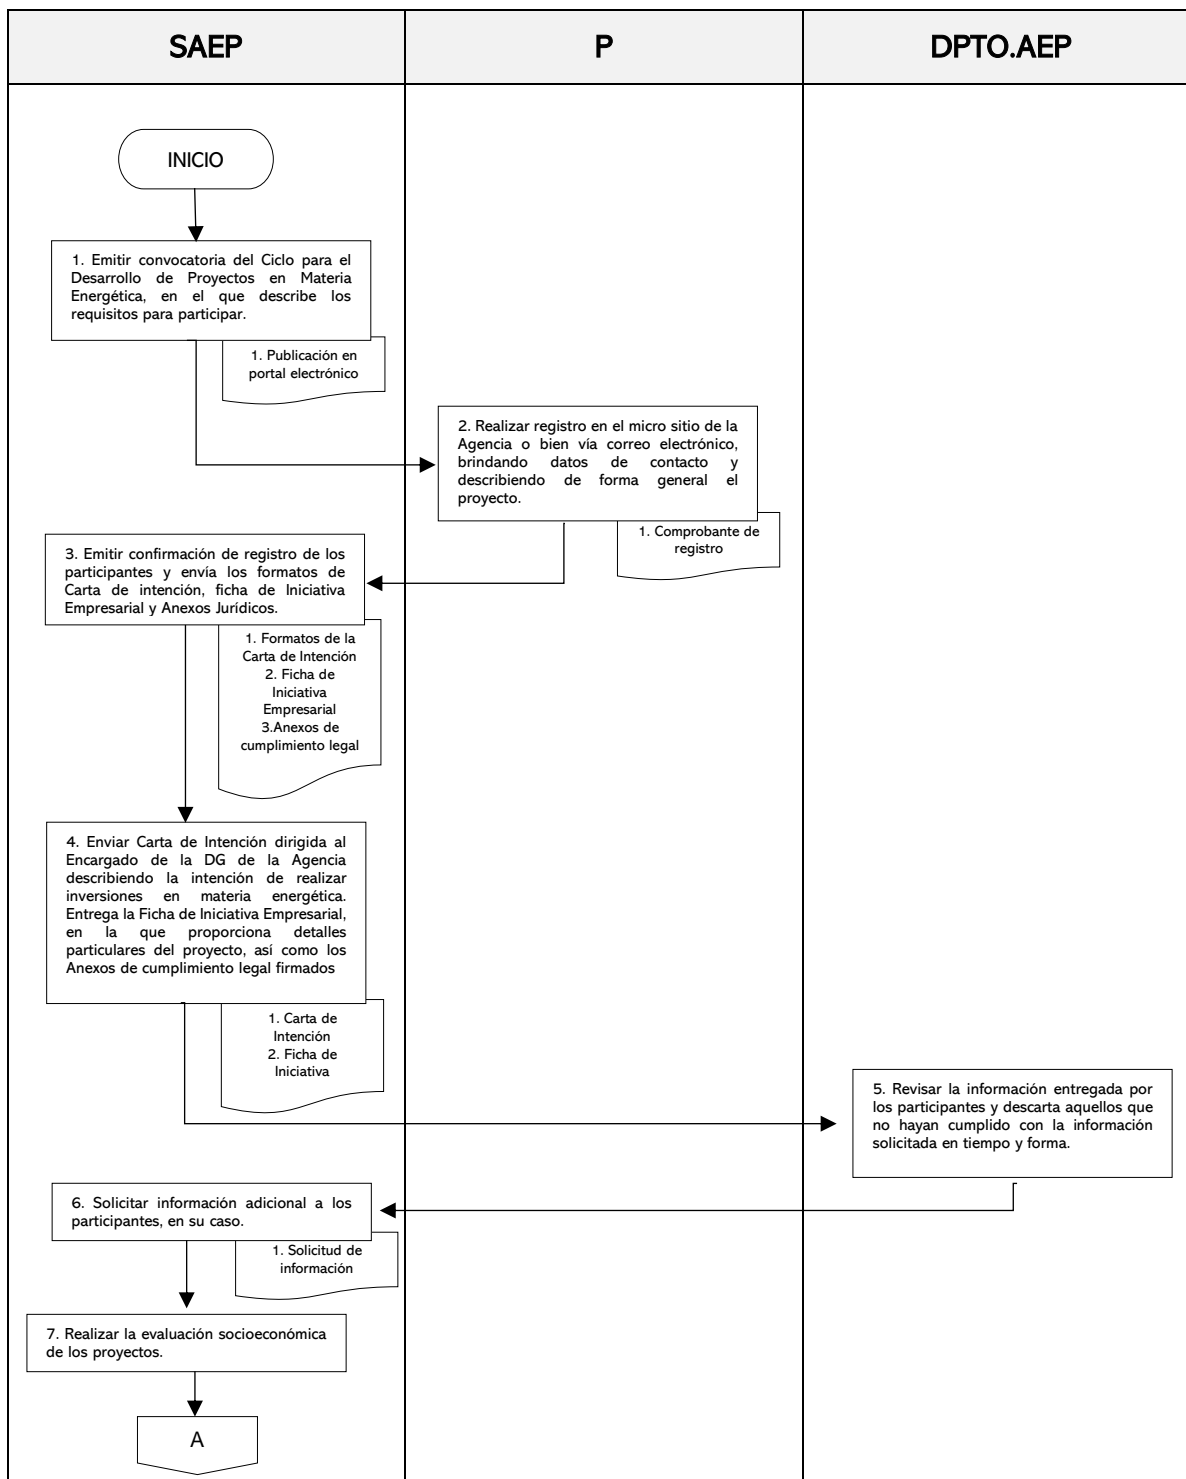 SAEP
P
DPTO.AEP
INICIO
1. Emitir convocatoria del Ciclo para el
Desarrollo de Proyectos en Materia
Energética, en el que describe los
requisitos para participar.
1. Publicación en
portal electrónico
2. Realizar registro en el micro sitio de la
Agencia o bien vía correo electrónico,
brindando datos de contacto y
describiendo de forma general el
proyecto.
1. Comprobante de
registro
3. Emitir confirmación de registro de los
participantes y envía los formatos de
Carta de intención, ficha de Iniciativa
Empresarial y Anexos Jurídicos.
1. Formatos de la
Carta de Intención
2. Ficha de
Iniciativa
Empresarial
3.Anexos de
cumplimiento legal
4. Enviar Carta de Intención dirigida al
Encargado de la DG de la Agencia
describiendo la intención de realizar
inversiones en materia energética.
Entrega la Ficha de Iniciativa Empresarial,
en la que proporciona detalles
particulares del proyecto, así como los
Anexos de cumplimiento legal firmados
1. Carta de
Intención
2. Ficha de
Iniciativa
5. Revisar la información entregada por
los participantes y descarta aquellos que
no hayan cumplido con la información
solicitada en tiempo y forma.
6. Solicitar información adicional a los
participantes, en su caso.
1. Solicitud de
información
7. Realizar la evaluación socioeconómica
de los proyectos.
A